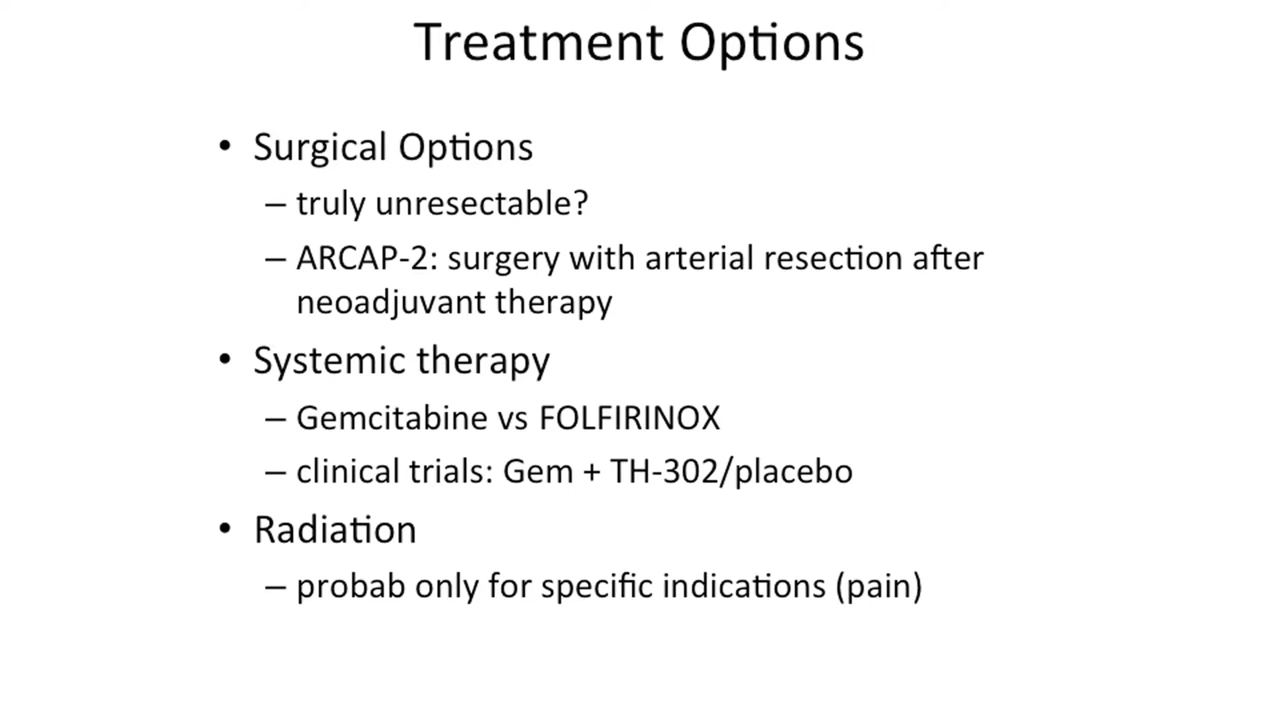 Treatment Options
• Surgical Options
– truly unresectable?
– ARCAP-2: surgery with arterial resection after
neoadjuvant therapy
• Systemic therapy
– Gemcitabine vs FOLFIRINOX
– clinical trials: Gem + TH-302/placebo
• Radiation
– probab only for specific indications (pain)